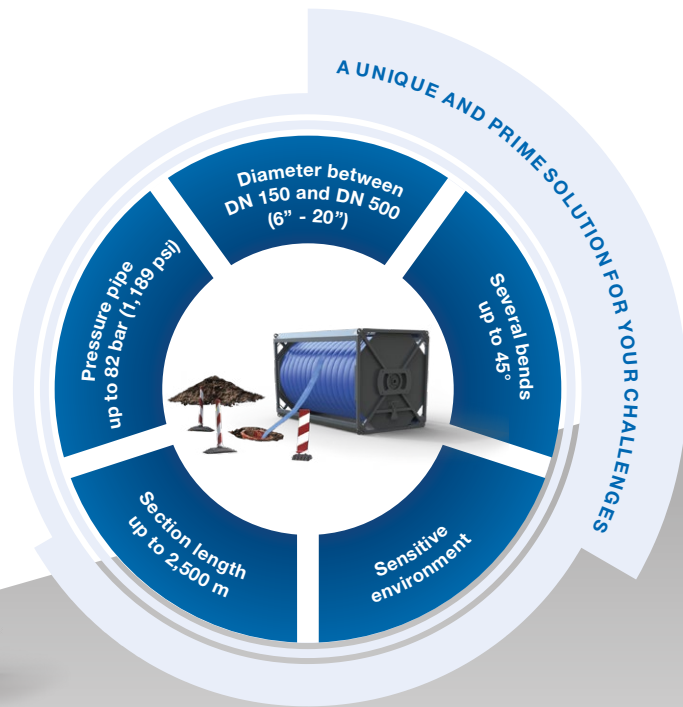 A UNIQUE AND PRIME SOLUTION FOR YOUR CHALLENGES
Diameter between
DN 150 and DN 500
(6” - 20”)
Several bends
up to 45°
Sensitive
environment
Section length
up to 2,500 m
Pressure pipe
up to 82 bar (1,189 psi)